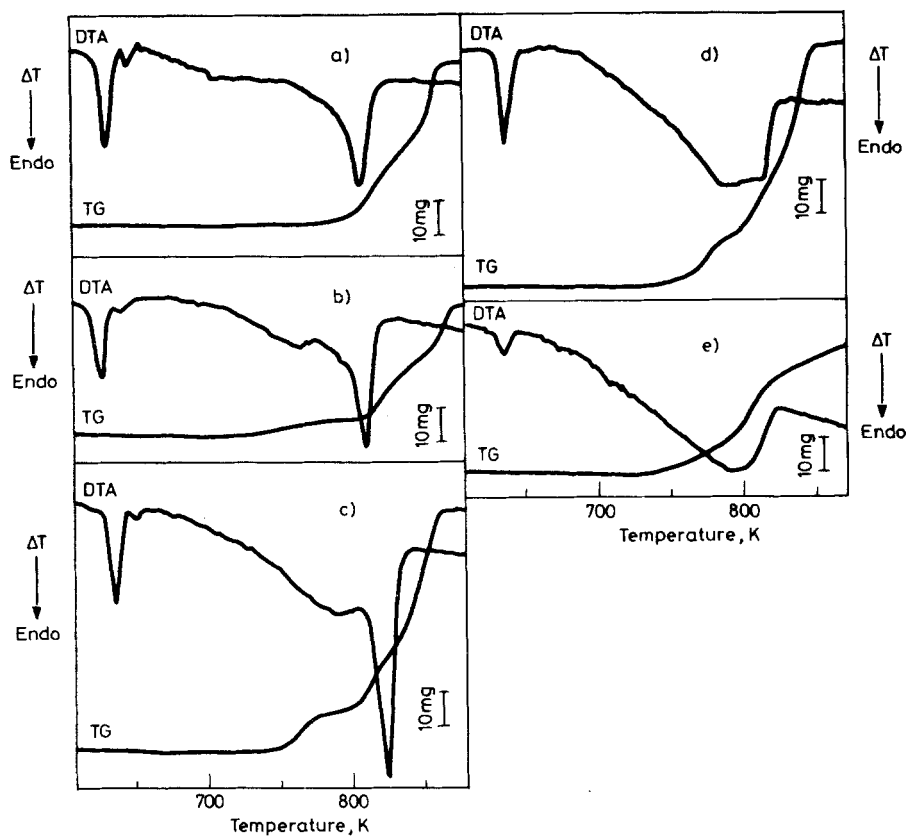 DTA
a)
ΔT
Endo
TG
10mg
DTA
b)
ΔT
Endo
TG
10mg
DTA
c)
ΔT
Endo
TG
10mg
700
800
Temperature, K
DTA
d)
ΔT
Endo
TG
10mg
DTA
e)
ΔT
Endo
TG
10mg
700
800
Temperature, K